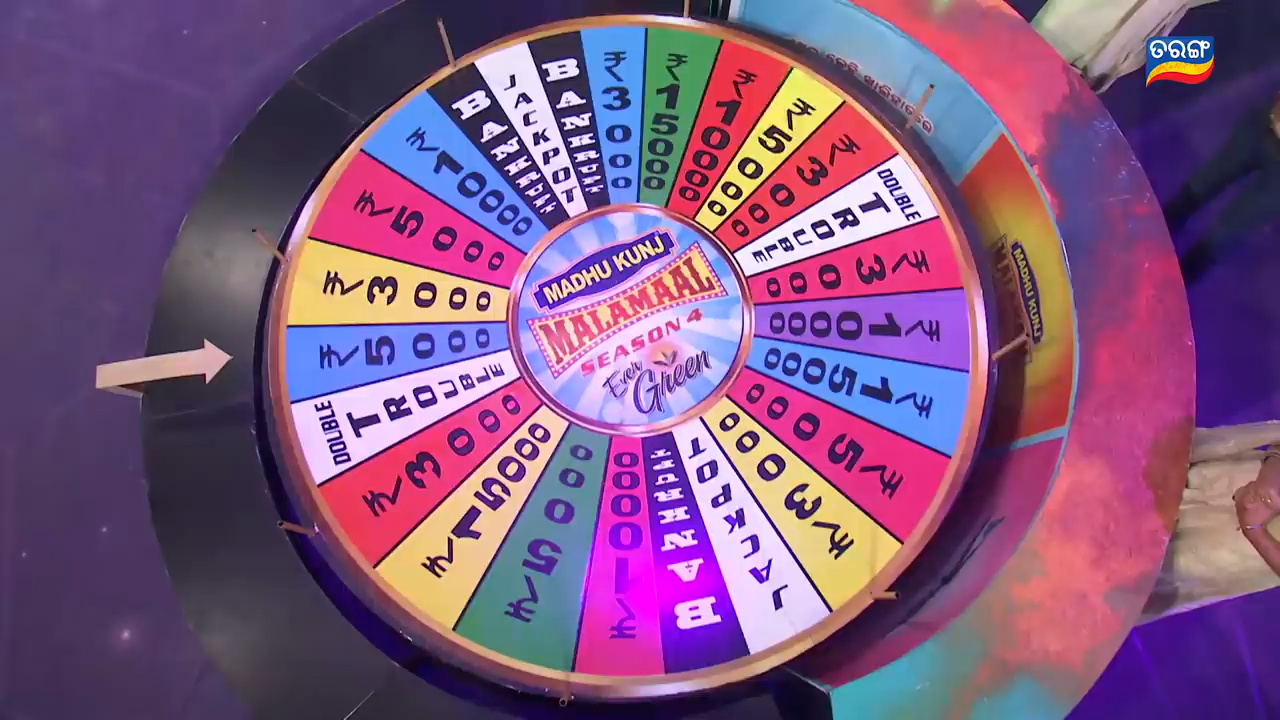 ତରଙ୍ଗ
BANKRUPT
₹3000
₹15000
₹10000
₹5000
₹3000
DOUBLE
TROUBLE
₹3000
₹10000
₹15000
₹5000
₹3000
JACKPOT
BANKRUPT
₹10000
₹5000
₹15000
₹3000
DOUBLE
TROUBLE
₹5000
₹3000
₹5000
₹10000
BANKRUPT
JACKPOT
MADHU KUNJ
MALAMAAL
SEASON 4
Ever
Green
MADHU KUNJ